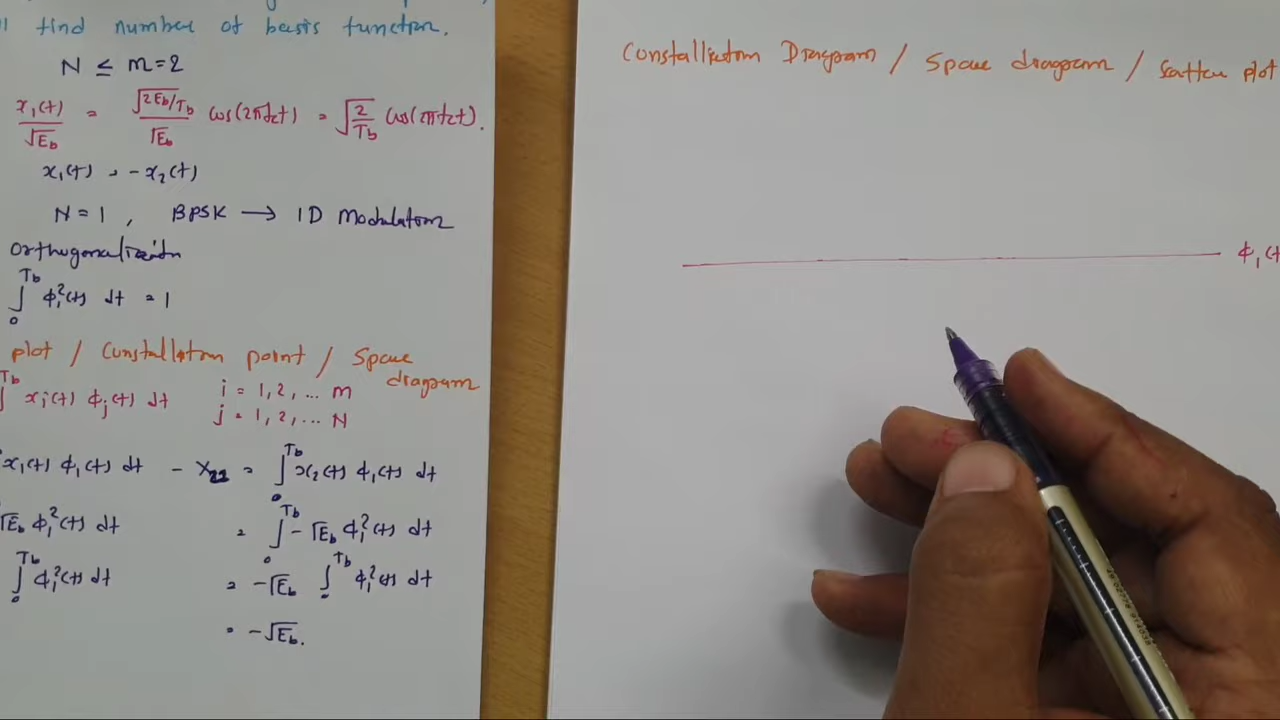 find number of basis function.
N ≤ m=2
x₁(t)/√Eb = √2Eb/Tb/√Eb cos(2πfct) = √2/Tb cos(2πfct).
x₁(t) = -x₂(t)
N = 1, BPSK → 1D Modulation
∫₀^Tb ϕ₁²(t) dt = 1
plot / Constallation point / Space
diagram
∫^Tb xᵢ(t) ϕⱼ(t) dt i = 1, 2, ... m
j = 1, 2, ... N
x₁(t) ϕ₁(t) dt - X₂₁ = ∫₀^Tb x₂(t) ϕ₁(t) dt
√Eb ϕ₁²(t) dt = ∫₀^Tb -√Eb ϕ₁²(t) dt
∫₀^Tb ϕ₁²(t) dt = -√Eb ∫₀^Tb ϕ₁²(t) dt
= -√Eb.
Diagram / Space diagram / Scatter plot
ϕ₁(t